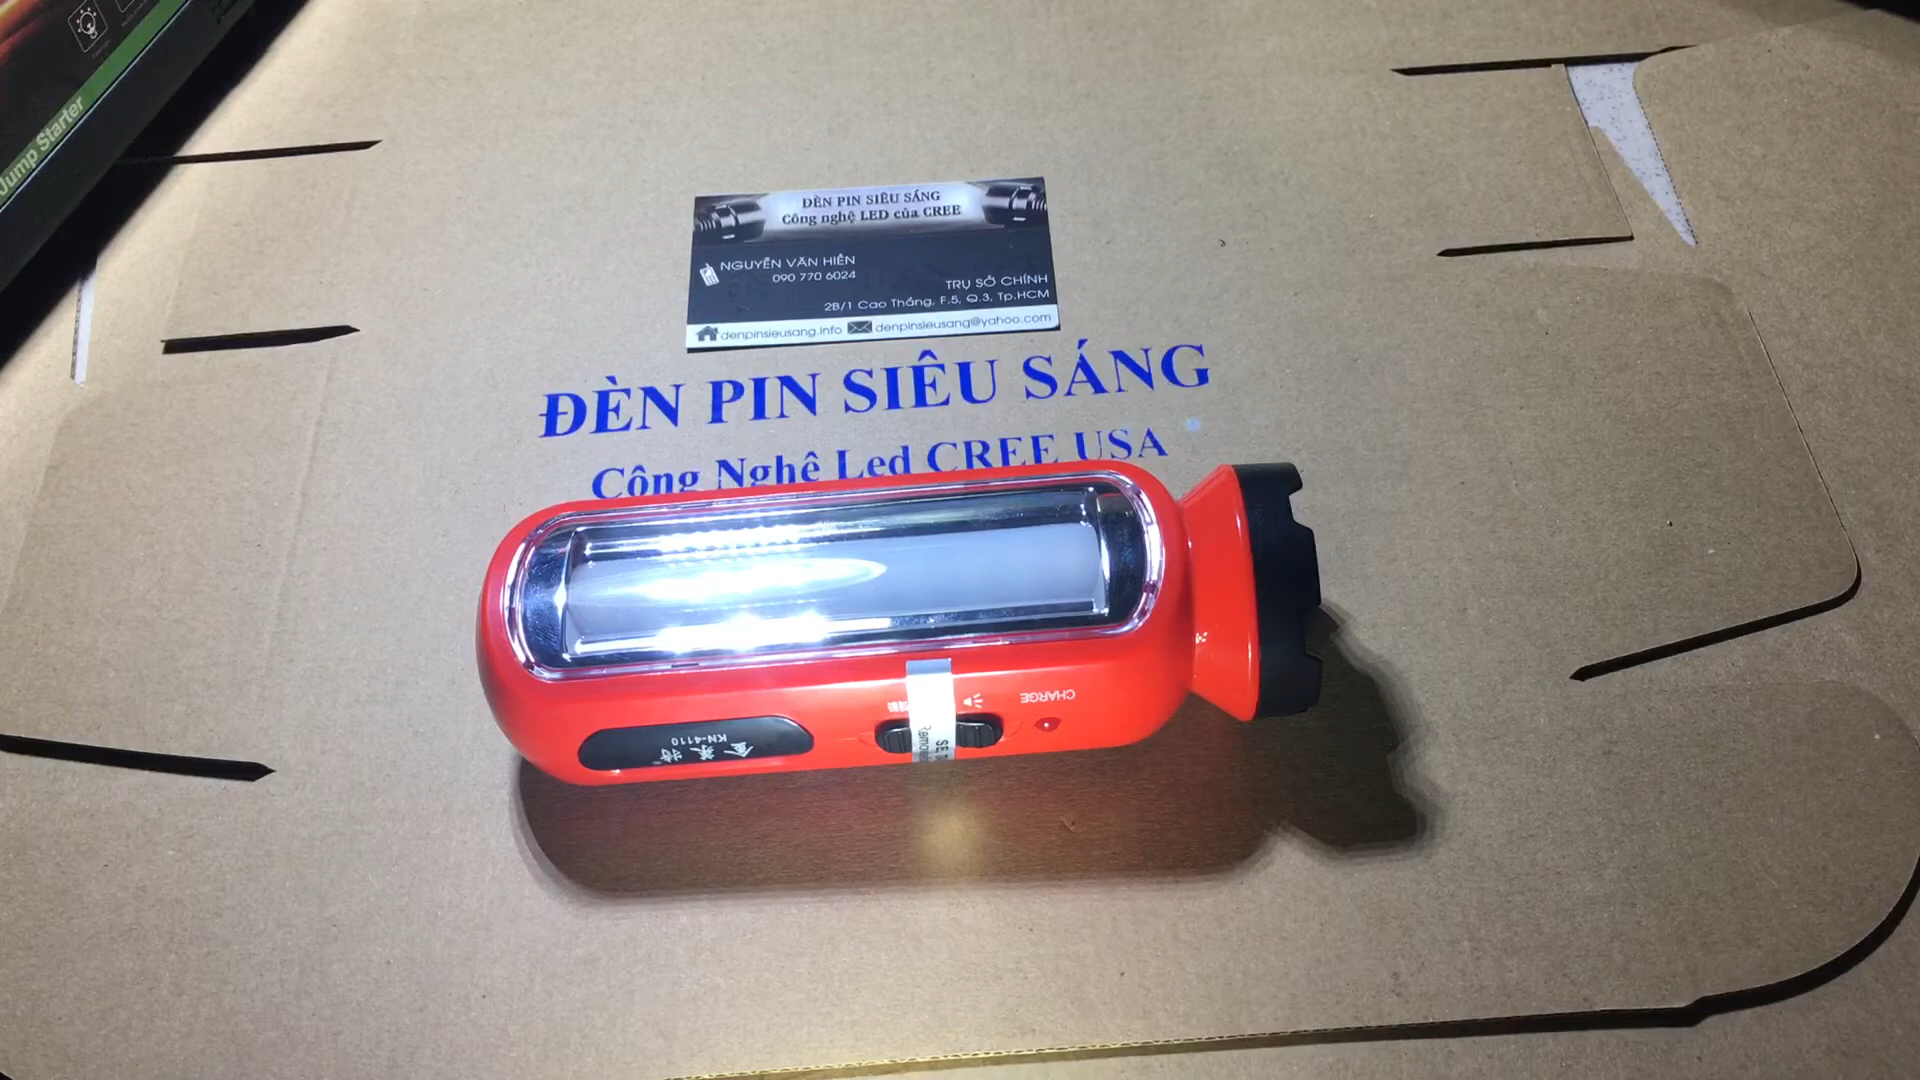 Jump Starter
ĐÈN PIN SIÊU SÁNG
Công nghệ LED của CREE
NGUYỄN VĂN HIỀN
090 770 6024
TRỤ SỞ CHÍNH
2B/1 Cao Thắng, F.5, Q.3, Tp.HCM
denpinsieusang.info denpinsieusang@yahoo.com
ĐÈN PIN SIÊU SÁNG
Công Nghệ Led CREE USA
CHARGE
KN-4110